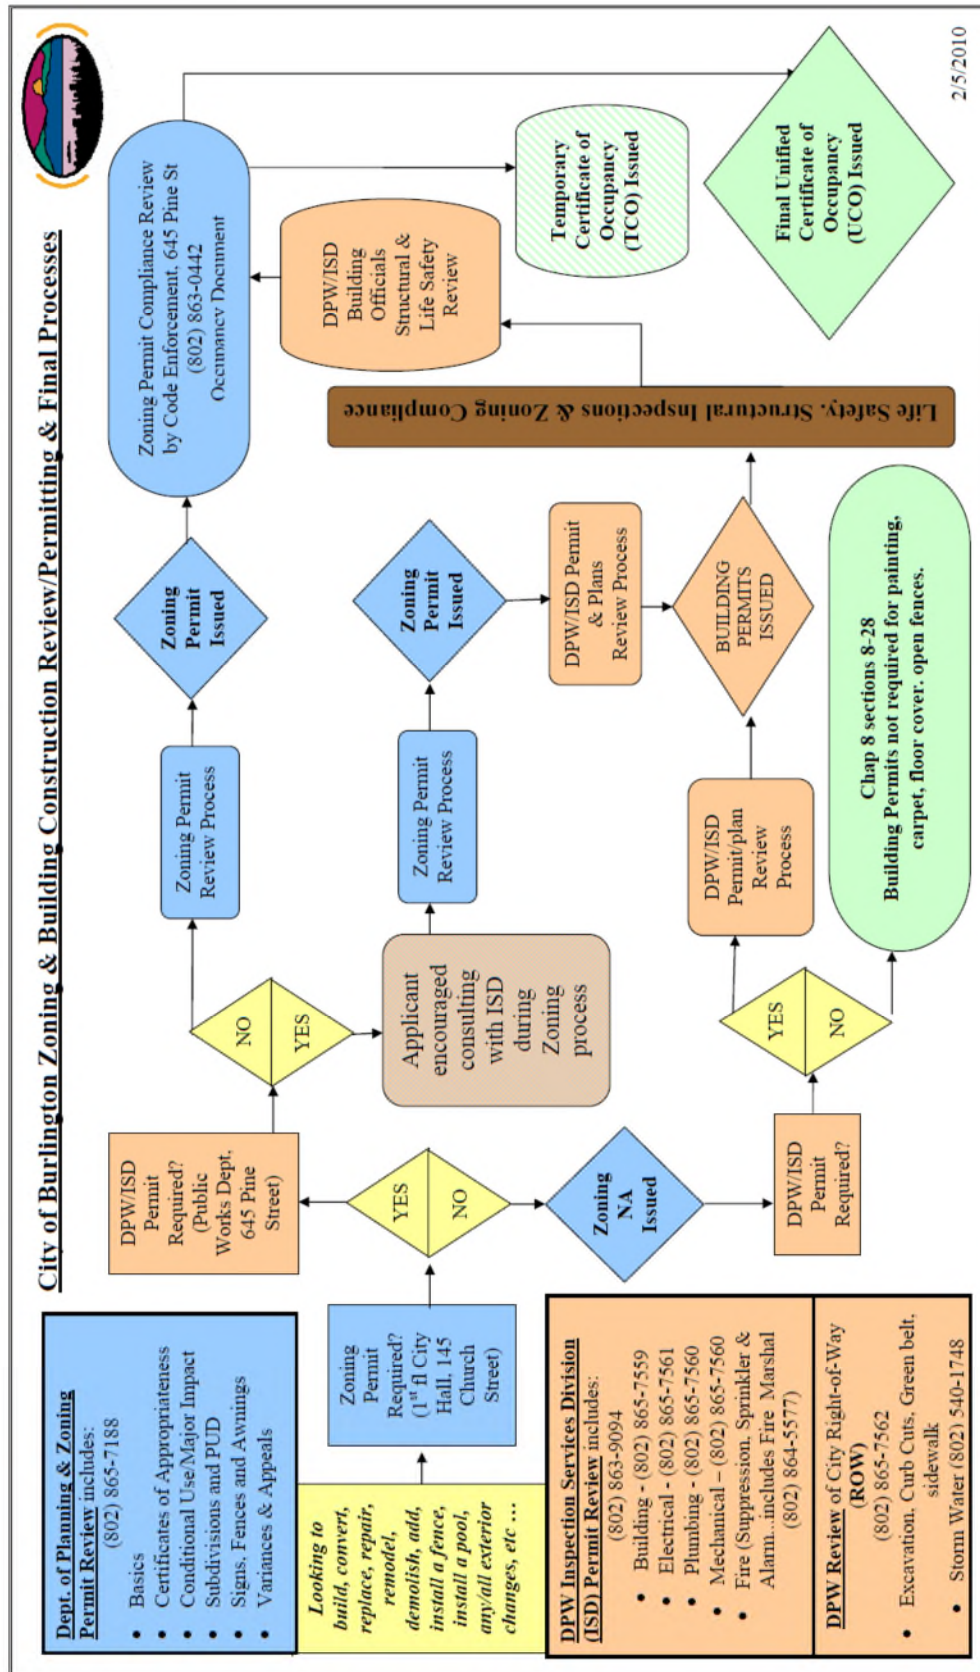 City of Burlington Zoning & Building Construction Review/Permitting & Final Processes
Dept. of Planning & Zoning
Permit Review includes:
(802) 865-7188
• Basics
• Certificates of Appropriateness
• Conditional Use/Major Impact
• Subdivisions and PUD
• Signs, Fences and Awnings
• Variances & Appeals
Looking to
build, convert,
replace, repair,
remodel,
demolish, add,
install a fence,
install a pool,
any/all exterior
changes, etc ...
DPW Inspection Services Division
(ISD) Permit Review includes:
(802) 863-9094
• Building - (802) 865-7559
• Electrical - (802) 865-7561
• Plumbing - (802) 865-7560
• Mechanical – (802) 865-7560
• Fire (Suppression, Sprinkler &
Alarm...includes Fire Marshal
(802) 864-5577)
DPW Review of City Right-of-Way
(ROW)
(802) 865-7562
• Excavation, Curb Cuts, Green belt,
sidewalk
• Storm Water (802) 540-1748
Zoning
Permit
Required?
(1st fl City
Hall, 145
Church
Street)
YES
NO
DPW/ISD
Permit
Required?
(Public
Works Dept,
645 Pine
Street)
NO
YES
Zoning Permit
Review Process
Zoning
Permit
Issued
Zoning Permit Compliance Review
by Code Enforcement, 645 Pine St
(802) 863-0442
Occupancy Document
Applicant
encouraged
consulting
with ISD
during
Zoning
process
Zoning Permit
Review Process
Zoning
Permit
Issued
DPW/ISD Permit
& Plans
Review Process
BUILDING
PERMITS
ISSUED
Zoning
NA
Issued
DPW/ISD
Permit
Required?
YES
NO
DPW/ISD
Permit/plan
Review
Process
Chap 8 sections 8-28
Building Permits not required for painting,
carpet, floor cover. open fences.
Life Safety. Structural Inspections & Zoning Compliance
DPW/ISD
Building
Officials
Structural &
Life Safety
Review
Temporary
Certificate of
Occupancy
(TCO) Issued
Final Unified
Certificate of
Occupancy
(UCO) Issued
2/5/2010